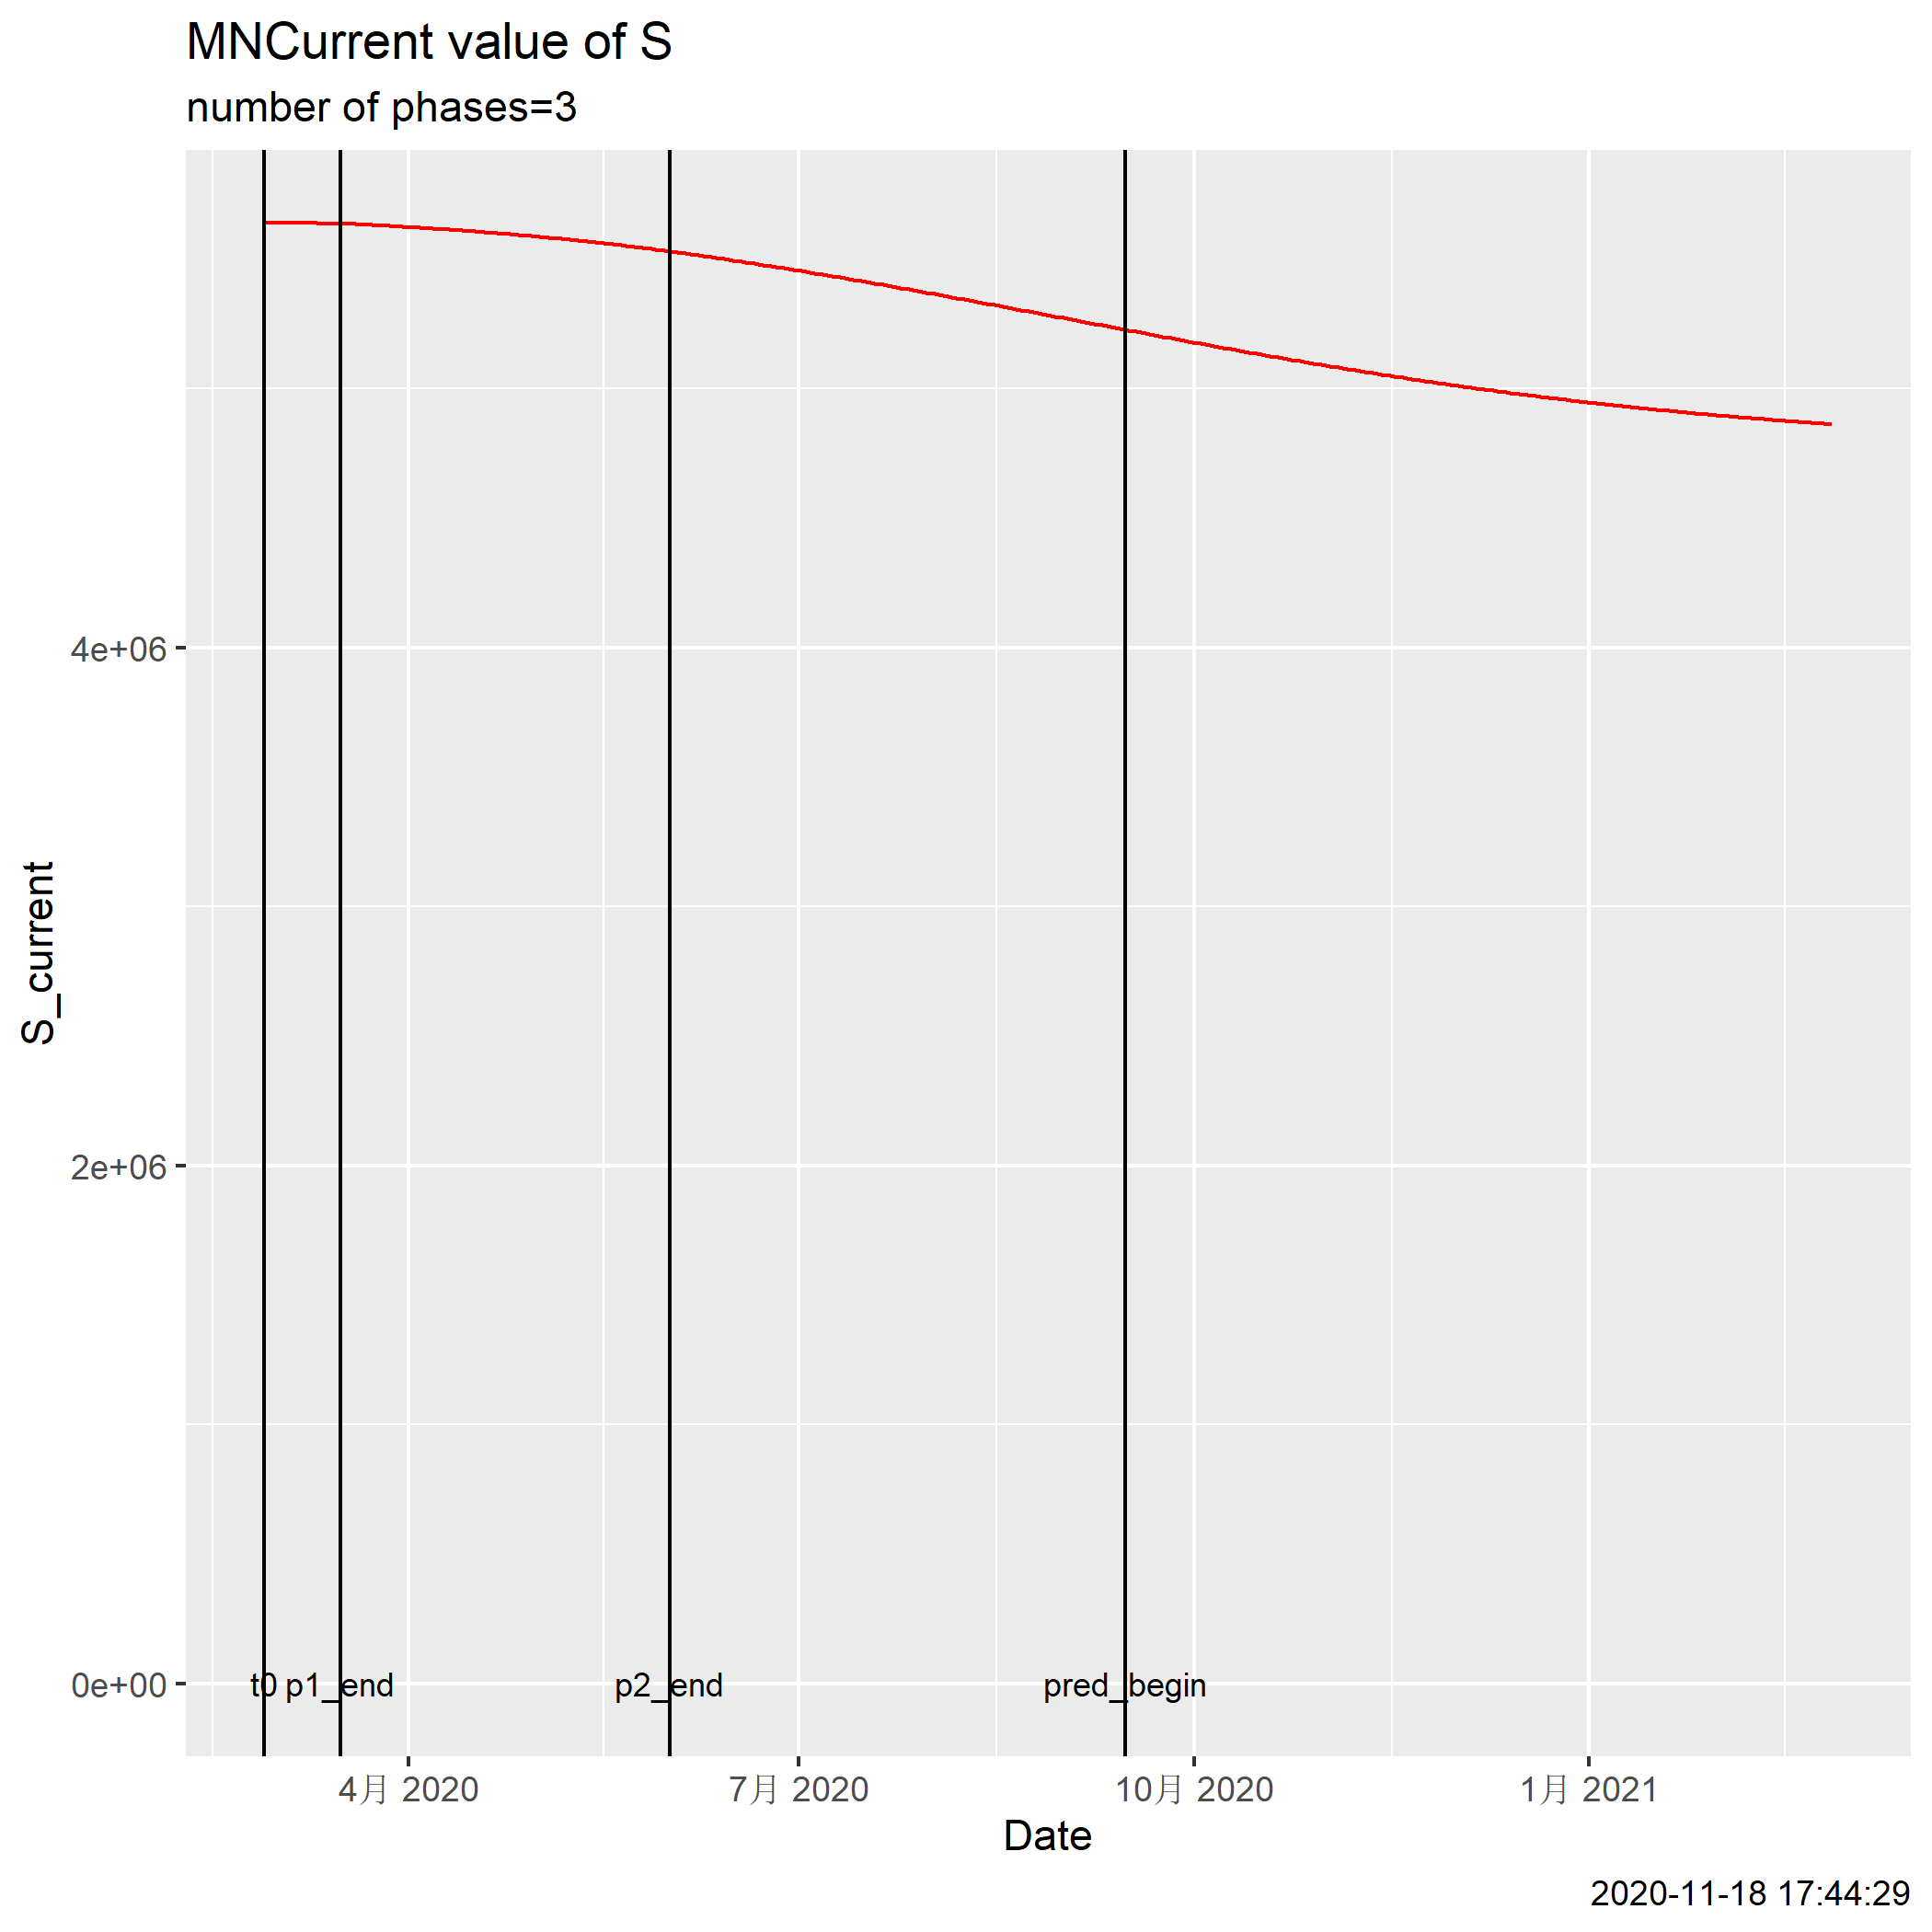 MNCurrent value of S
number of phases=3
S_current
4e+06
2e+06
0e+00
t0 p1_end p2_end pred_begin
4月 2020 7月 2020 10月 2020 1月 2021
Date
2020-11-18 17:44:29